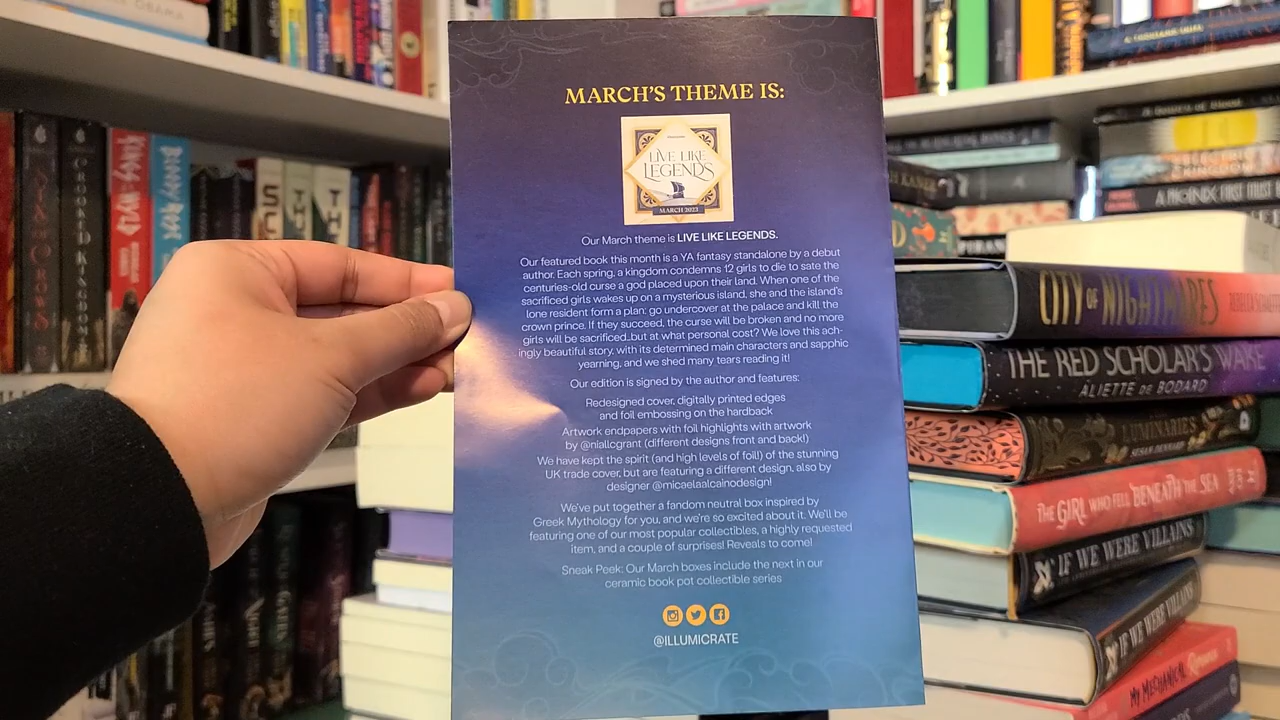 MARCH'S THEME IS:
LIVE LIKE
LEGENDS
MARCH 2023
Our March theme is LIVE LIKE LEGENDS.
Our featured book this month is a YA fantasy standalone by a debut
author. Each spring, a kingdom condemns 12 girls to die to sate the
centuries-old curse a god placed upon their land. When one of the
sacrificed girls wakes up on a mysterious island, she and the island's
lone resident form a plan: go undercover at the palace and kill the
crown prince. If they succeed, the curse will be broken and no more
girls will be sacrificed...but at what personal cost? We love this ach-
ingly beautiful story, with its determined main characters and sapphic
yearning, and we shed many tears reading it!
Our edition is signed by the author and features:
Redesigned cover, digitally printed edges
and foil embossing on the hardback
Artwork endpapers with foil highlights with artwork
by @niallcgrant (different designs front and back!)
We have kept the spirit (and high levels of foil!) of the stunning
UK trade cover, but are featuring a different design, also by
designer @micaelaalcainodesign!
We've put together a fandom neutral box inspired by
Greek Mythology for you, and we're so excited about it. We'll be
featuring one of our most popular collectibles, a highly requested
item, and a couple of surprises! Reveals to come!
Sneak Peek: Our March boxes include the next in our
ceramic book pot collectible series
@ILLUMICRATE
CROOKED KINGDOM
CITY OF NIGHTMARES
THE RED SCHOLAR'S WAKE
ALIETTE DE BODARD
LUMINARIES
SUSAN DENNARD
THE GIRL WHO FELL BENEATH THE SEA
IF WE WERE VILLAINS
IF WE WERE VILLAINS
MY MECHANICAL Romance